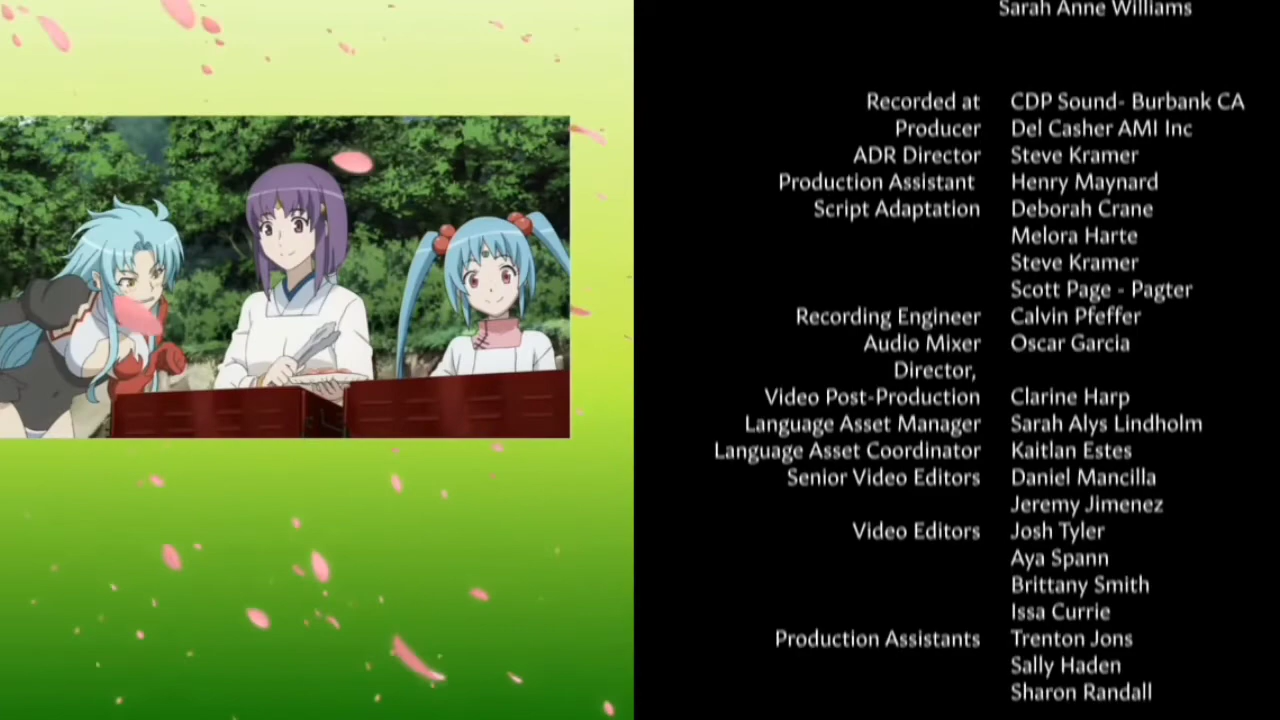 Sarah Anne Williams
Recorded at CDP Sound- Burbank CA
Producer Del Casher AMI Inc
ADR Director Steve Kramer
Production Assistant Henry Maynard
Script Adaptation Deborah Crane
Melora Harte
Steve Kramer
Scott Page - Pagter
Recording Engineer Calvin Pfeffer
Audio Mixer Oscar Garcia
Director,
Video Post-Production Clarine Harp
Language Asset Manager Sarah Alys Lindholm
Language Asset Coordinator Kaitlan Estes
Senior Video Editors Daniel Mancilla
Jeremy Jimenez
Video Editors Josh Tyler
Aya Spann
Brittany Smith
Issa Currie
Production Assistants Trenton Jons
Sally Haden
Sharon Randall